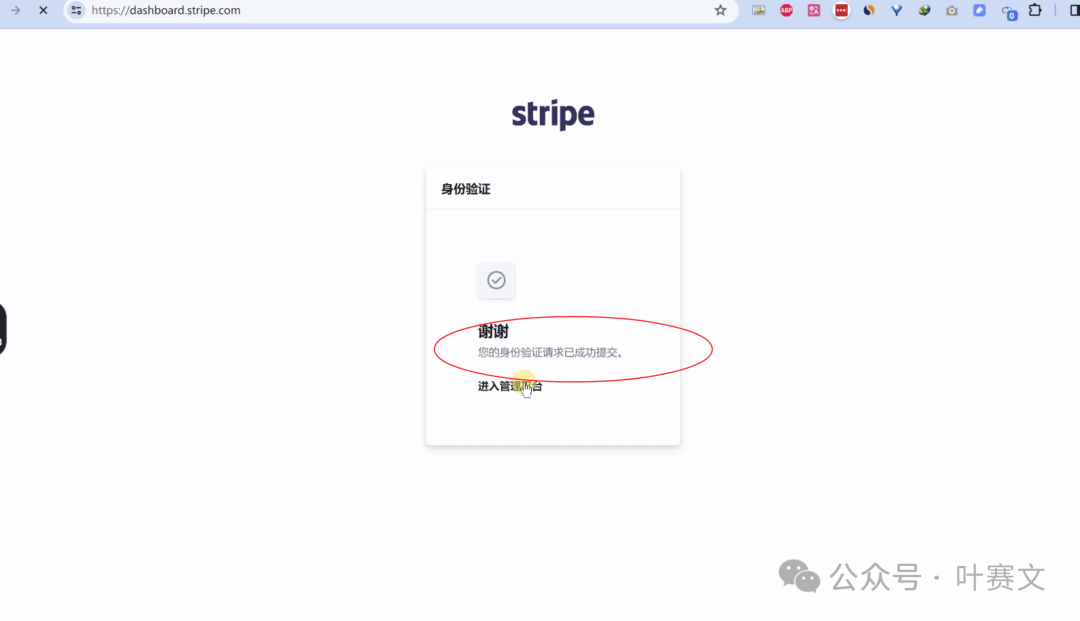 https://dashboard.stripe.com
ABP
0
stripe
身份验证
谢谢
您的身份验证请求已成功提交。
进入管理平台
公众号 · 叶赛文